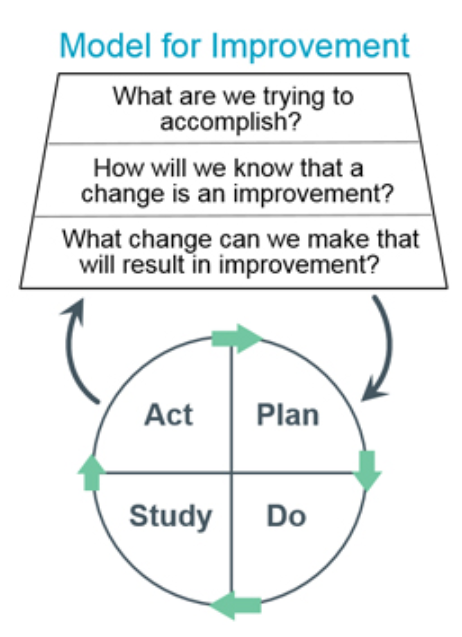 Model for Improvement
What are we trying to
accomplish?
How will we know that a
change is an improvement?
What change can we make that
will result in improvement?
Act
Plan
Study
Do